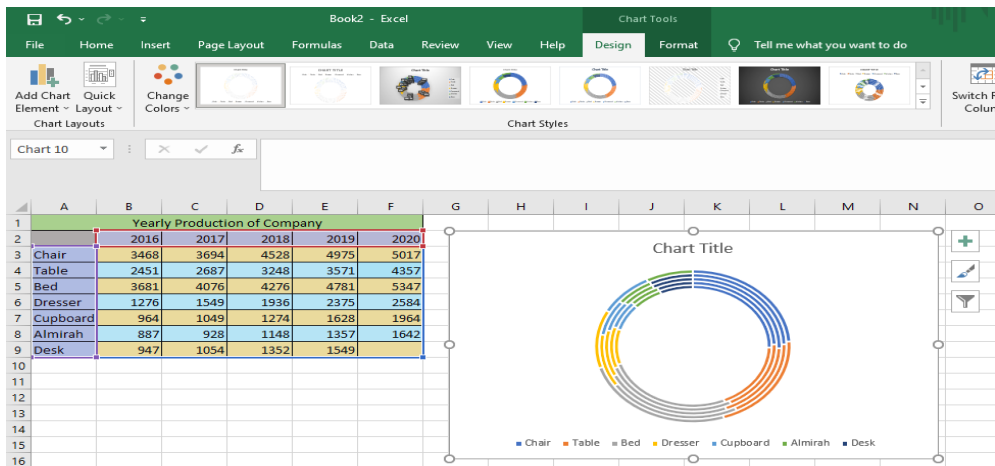 Book2 - Excel
Chart Tools
File Home Insert Page Layout Formulas Data Review View Help Design Format Tell me what you want to do
Add Chart Element
Quick Layout
Change Colors
Switch
Chart Layouts
Chart Styles
Chart 10
fx
A B C D E F G H I J K L M N O
1 Yearly Production of Company
2 2016 2017 2018 2019 2020
3 Chair 3468 3694 4528 4975 5017
4 Table 2451 2687 3248 3571 4357
5 Bed 3681 4076 4276 4781 5347
6 Dresser 1276 1549 1936 2375 2584
7 Cupboard 964 1049 1274 1628 1964
8 Almirah 887 928 1148 1357 1642
9 Desk 947 1054 1352 1549
10
11
12
13
14
15
16
Chart Title
Chair Table Bed Dresser Cupboard Almirah Desk